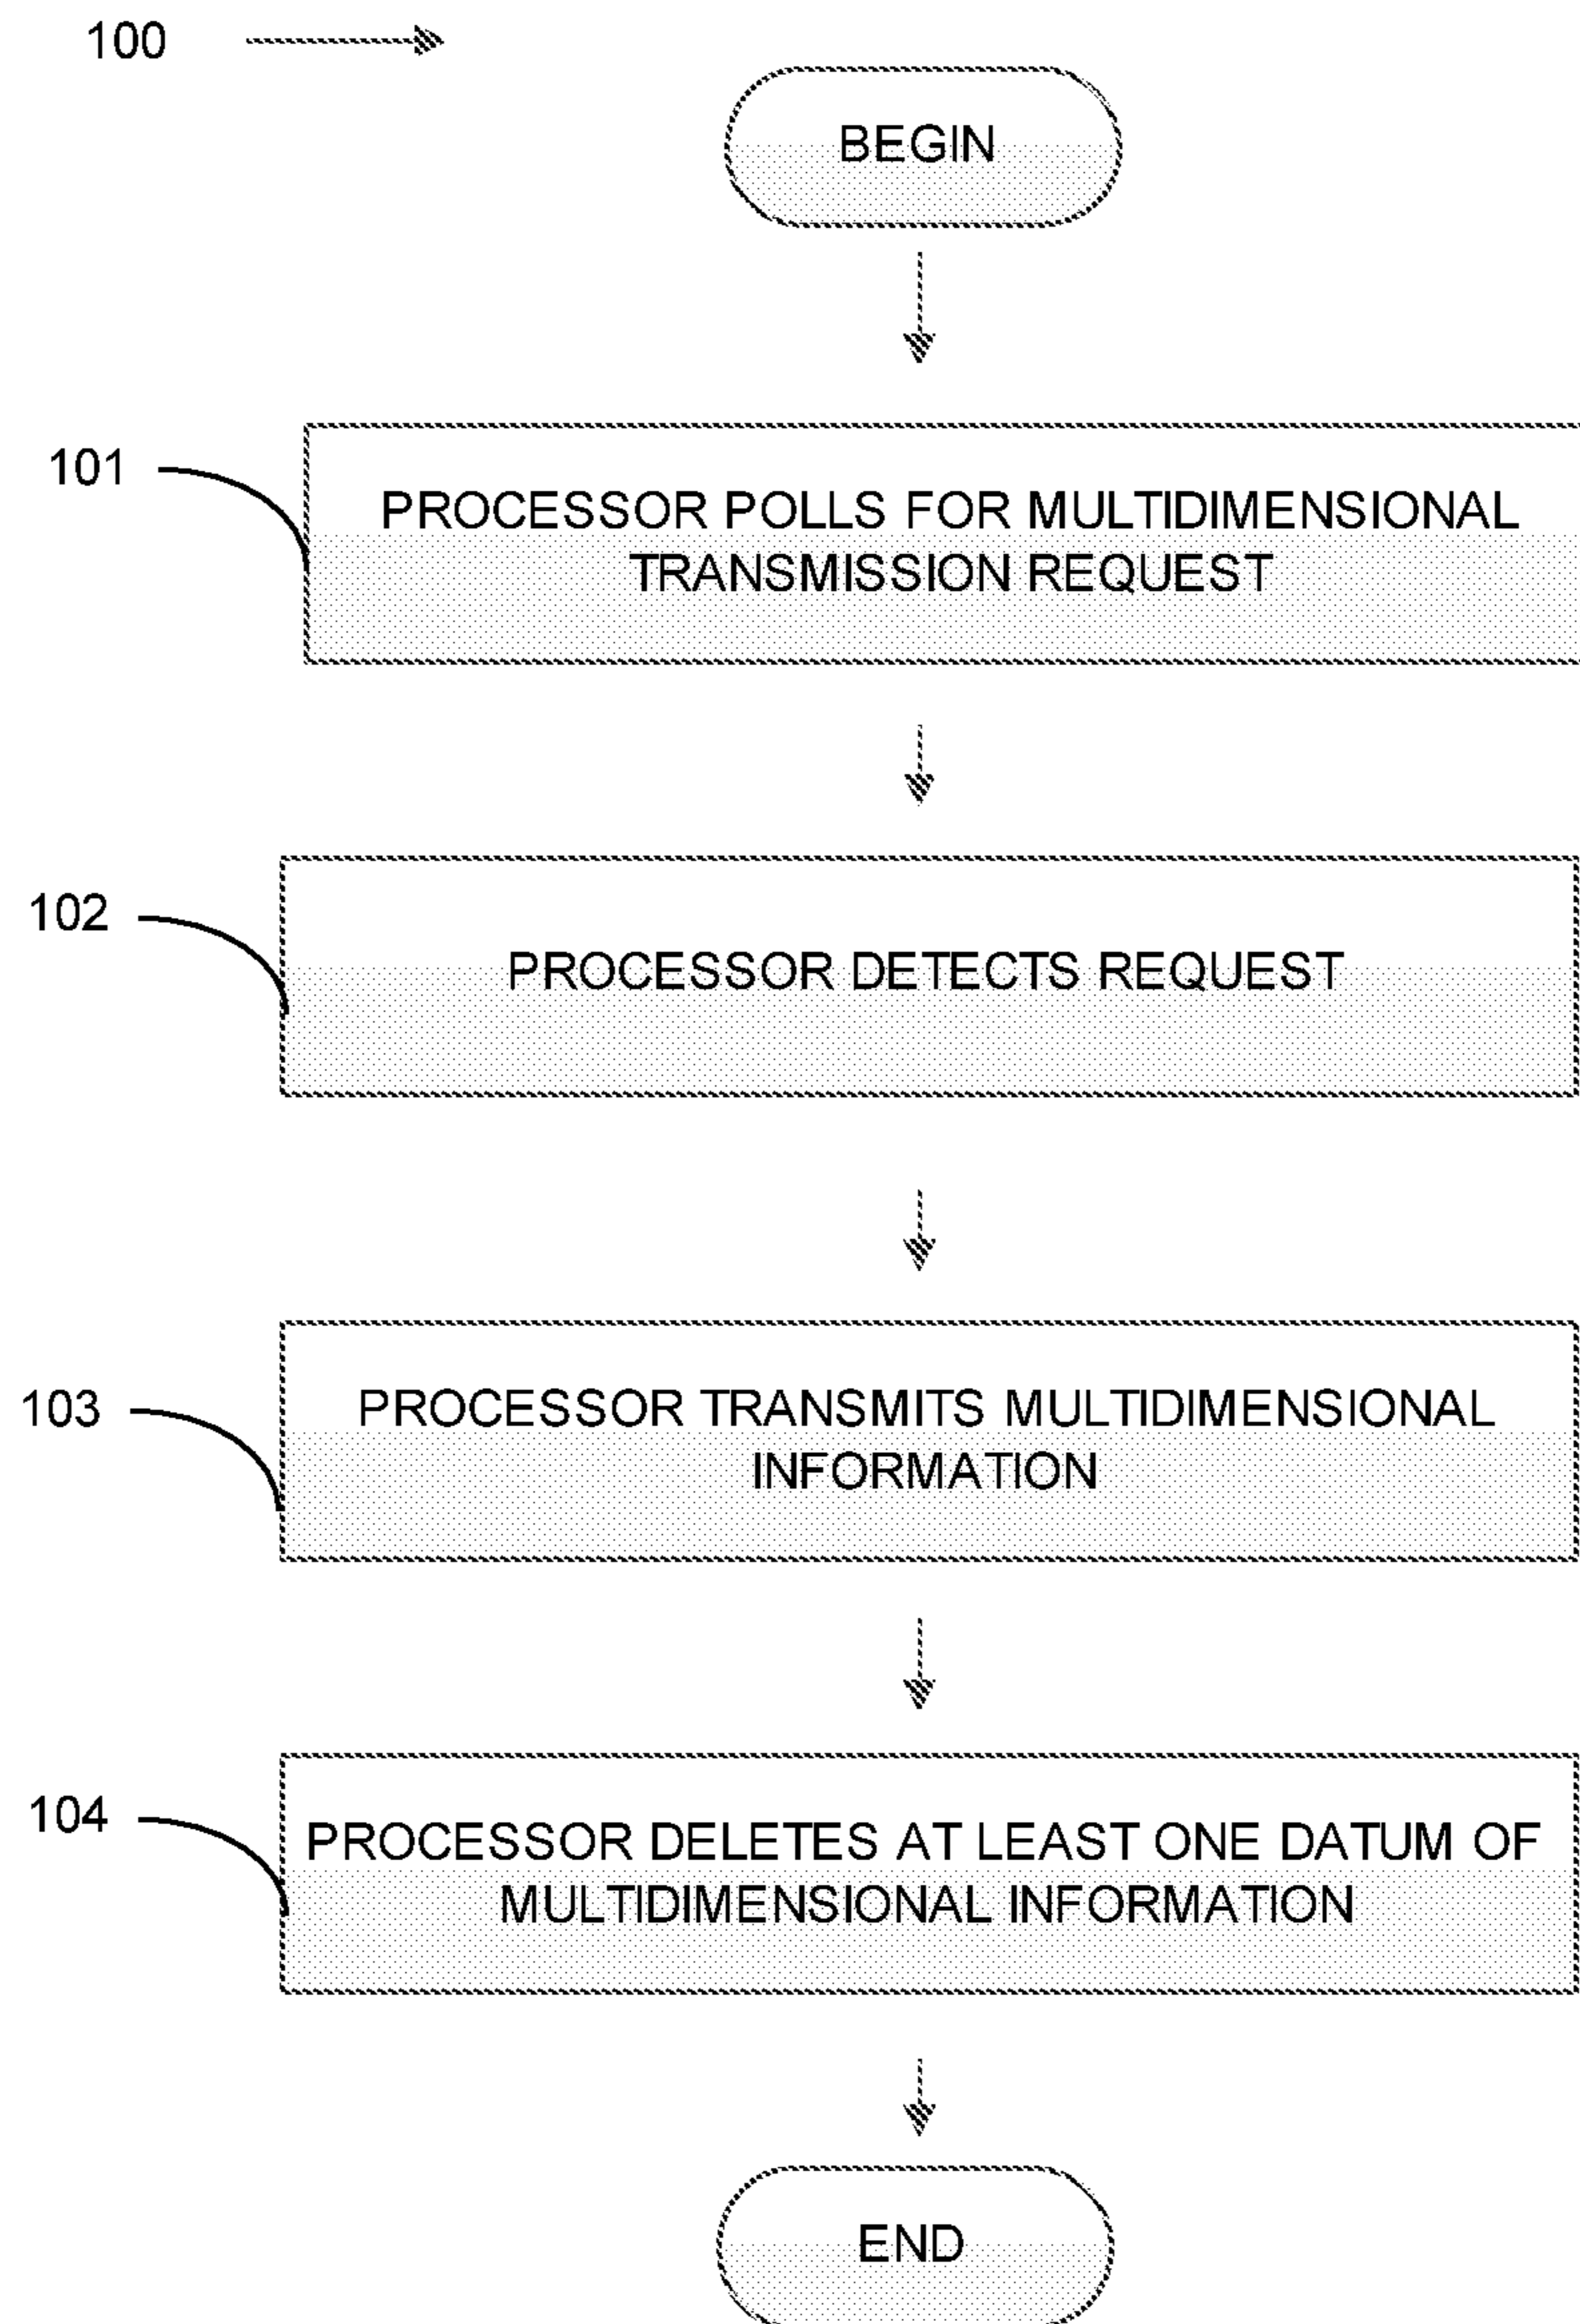 100
BEGIN
101
PROCESSOR POLLS FOR MULTIDIMENSIONAL
TRANSMISSION REQUEST
102
PROCESSOR DETECTS REQUEST
103
PROCESSOR TRANSMITS MULTIDIMENSIONAL
INFORMATION
104
PROCESSOR DELETES AT LEAST ONE DATUM OF
MULTIDIMENSIONAL INFORMATION
END